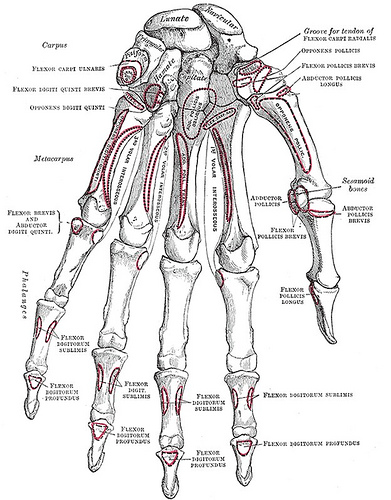 Lunate
Navicular
Groove for tendon of
FLEXOR CARPI RADIALIS
Carpus
OPPONENS POLLICIS
FLEXOR CARPI ULNARIS
FLEXOR POLLICIS BREVIS
Hamate
Capitate
ABDUCTOR POLLICIS
LONGUS
FLEXOR DIGITI QUINTI BREVIS
OPPONENS DIGITI QUINTI
OPPONENS POLLIC.
Metacarpus
Sesamoid
bones
ADDUCTOR
POLLICIS
ABDUCTOR
POLLICIS
BREVIS
FLEXOR BREVIS
AND
ABDUCTOR
DIGITI QUINTI.
FLEXOR
POLLICIS BREVIS
3RD VOLAR INTEROSSEOUS
VOLAR INTEROSSEOUS
1ST VOLAR INTEROSSEOUS
Phalanges
FLEXOR
POLLICIS
LONGUS
FLEXOR
DIGITORUM
SUBLIMIS
FLEXOR
DIGITORUM
PROFUNDUS
FLEXOR
DIGIT.
SUBLIMIS
FLEXOR
DIGITORUM
SUBLIMIS
FLEXOR DIGITORUM SUBLIMIS
FLEXOR
DIGITORUM
PROFUNDUS
FLEXOR
DIGITORUM
PROFUNDUS
FLEXOR DIGITORUM PROFUNDUS